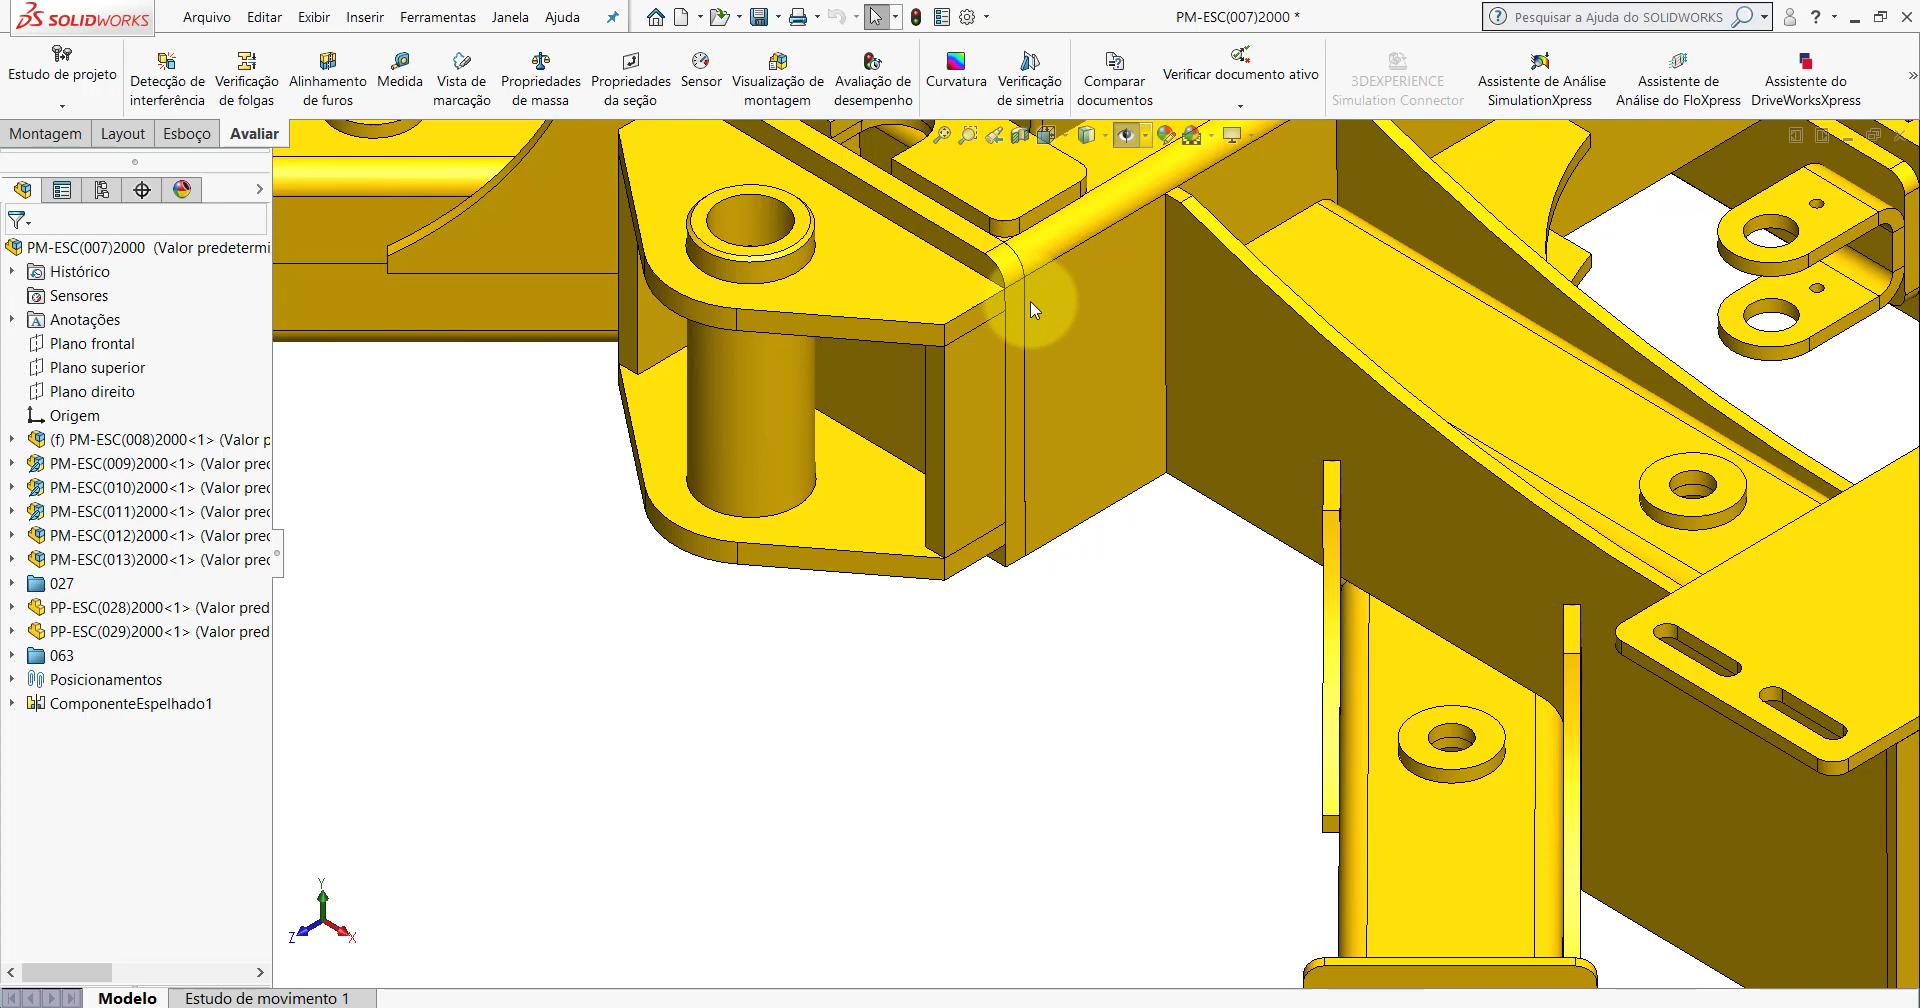 SOLIDWORKS
Arquivo Editar Exibir Inserir Ferramentas Janela Ajuda
PM-ESC(007)2000 *
Pesquisar a Ajuda do SOLIDWORKS
Estudo de projeto
Detecção de interferência
Verificação de folgas
Alinhamento de furos
Medida
Vista de marcação
Propriedades de massa
Propriedades da seção
Sensor
Visualização de montagem
Avaliação de desempenho
Curvatura
Verificação de simetria
Comparar documentos
Verificar documento ativo
3DEXPERIENCE Simulation Connector
Assistente de Análise SimulationXpress
Assistente de Análise do FloXpress
Assistente do DriveWorksXpress
Montagem Layout Esboço Avaliar
PM-ESC(007)2000 (Valor predetermi
Histórico
Sensores
Anotações
Plano frontal
Plano superior
Plano direito
Origem
(f) PM-ESC(008)2000<1> (Valor p
PM-ESC(009)2000<1> (Valor pred
PM-ESC(010)2000<1> (Valor pred
PM-ESC(011)2000<1> (Valor pred
PM-ESC(012)2000<1> (Valor pred
PM-ESC(013)2000<1> (Valor pred
027
PP-ESC(028)2000<1> (Valor pred
PP-ESC(029)2000<1> (Valor pred
063
Posicionamentos
ComponenteEspelhado1
Y
Z
X
Modelo Estudo de movimento 1